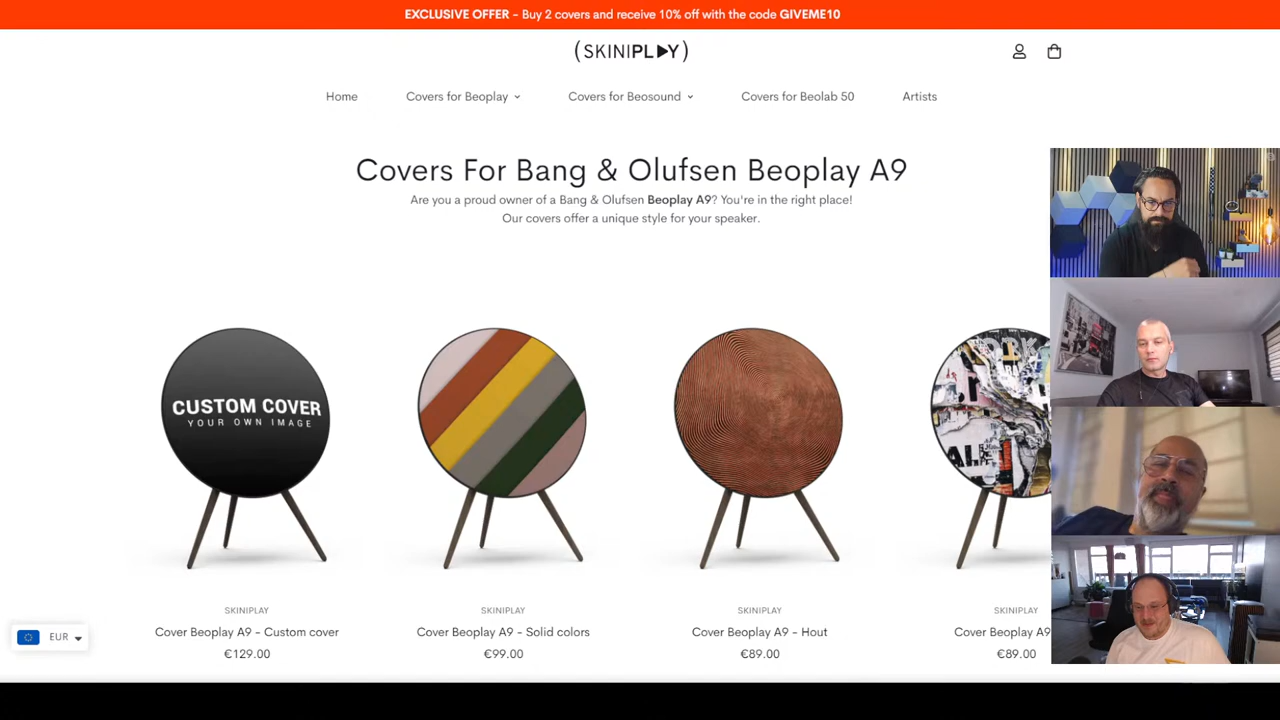 EXCLUSIVE OFFER - Buy 2 covers and receive 10% off with the code GIVEME10
(SKINIPLAY)
Home Covers for Beoplay Covers for Beosound Covers for Beolab 50 Artists
Covers For Bang & Olufsen Beoplay A9
Are you a proud owner of a Bang & Olufsen Beoplay A9? You're in the right place!
Our covers offer a unique style for your speaker.
CUSTOM COVER
YOUR OWN IMAGE
SKINIPLAY SKINIPLAY SKINIPLAY SKINIPLAY
Cover Beoplay A9 - Custom cover Cover Beoplay A9 - Solid colors Cover Beoplay A9 - Hout Cover Beoplay A9
€129.00 €99.00 €89.00 €89.00
EUR